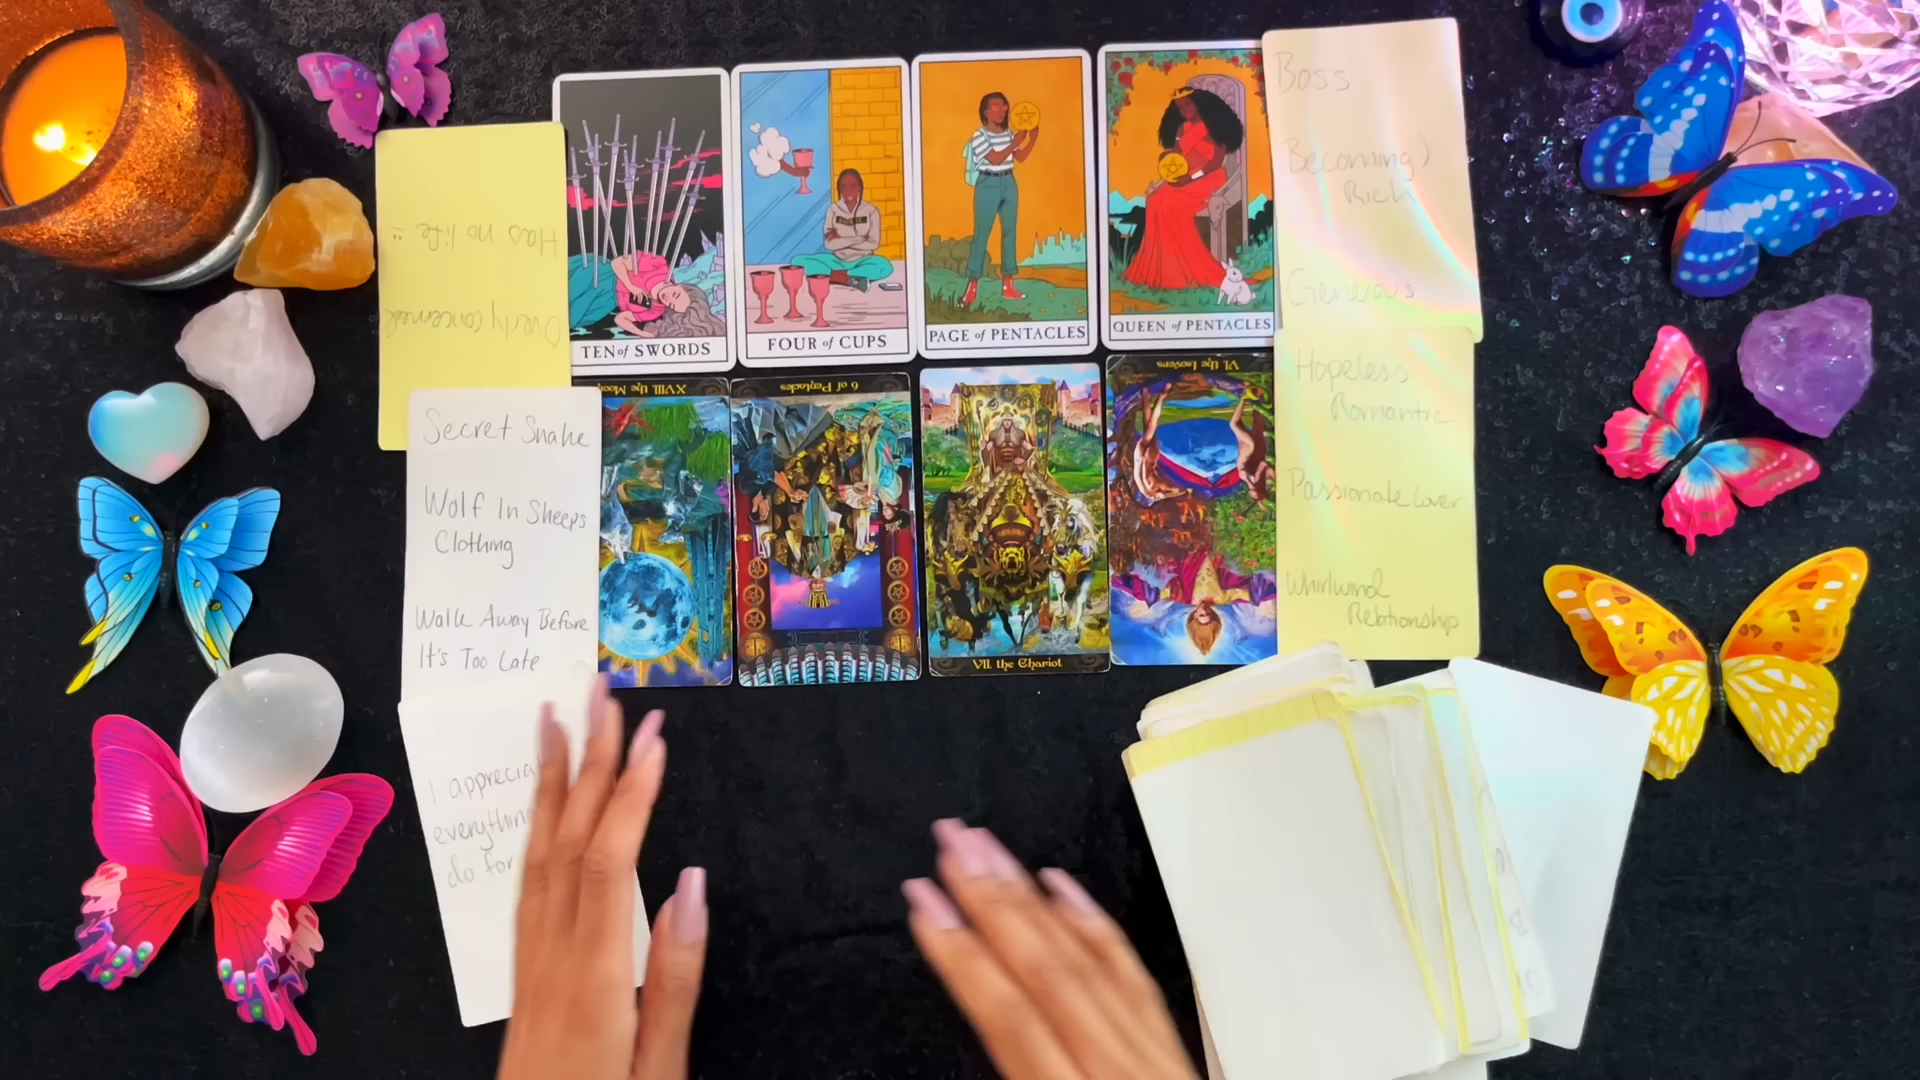 TEN of SWORDS
FOUR of CUPS
PAGE of PENTACLES
QUEEN of PENTACLES
Boss
Becoming)
Rich
Generous
Has no life =
Overly concerned
XVIII. the Moon
6 of Pentacles
VII. the Chariot
VI. the Lovers
Hopeless
Romantic
Passionate Lover
Whirlwind
Relationship
Secret Snake
Wolf In Sheeps
Clothing
Walk Away Before
It's Too Late
I apprecia
everything
do for